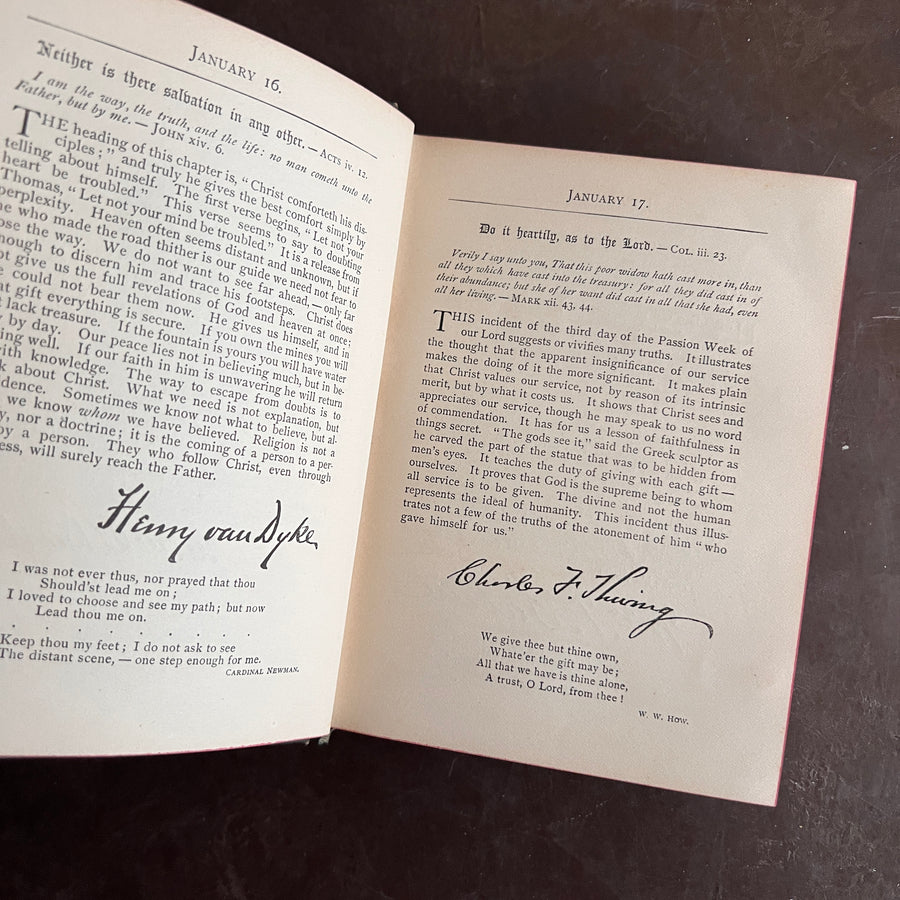 JANUARY 16.
Neither is there salvation in any other. — ACTS iv. 12.
I am the way, the truth, and the life: no man cometh unto the
Father, but by me. — JOHN xiv. 6.
THE heading of this chapter is, "Christ comforteth his dis-
ciples;" and truly he gives the best comfort simply by
telling about himself. The first verse begins, "Let not your
heart be troubled." This verse seems to say to doubting
Thomas, "Let not your mind be troubled." It is a release from
perplexity. Heaven often seems distant and unknown, but if
who made the road thither is our guide we need not fear to
the way. We do not want to see far ahead, — only far
enough to discern him and trace his footsteps. Christ does
give us the full revelations of God and heaven at once;
could not bear them now. He gives us himself, and in
gift everything is secure. If you own the mines you will
lack treasure. If the fountain is yours you will have water
by day. Our peace lies not in believing much, but in be-
well. If our faith in him is unwavering he will return
with knowledge. The way to escape from doubts is to
about Christ. What we need is not explanation, but
Sometimes we know not what to believe, but al-
we know whom we have believed. Religion is not a
nor a doctrine; it is the coming of a person to a per-
by a person. They who follow Christ, even through
will surely reach the Father.
Henry van Dyke
I was not ever thus, nor prayed that thou
Should'st lead me on;
I loved to choose and see my path; but now
Lead thou me on.
. . . . . . .
Keep thou my feet; I do not ask to see
The distant scene, — one step enough for me.
CARDINAL NEWMAN.
JANUARY 17.
Do it heartily, as to the Lord. — COL. iii. 23.
Verily I say unto you, That this poor widow hath cast more in, than
all they which have cast into the treasury: for all they did cast in of
their abundance; but she of her want did cast in all that she had, even
all her living. — MARK xii. 43, 44.
THIS incident of the third day of the Passion Week of
our Lord suggests or vivifies many truths. It illustrates
the thought that the apparent insignificance of our service
makes the doing of it the more significant. It makes plain
that Christ values our service, not by reason of its intrinsic
merit, but by what it costs us. It shows that Christ sees and
appreciates our service, though he may speak to us no word
of commendation. It has for us a lesson of faithfulness in
things secret. "The gods see it," said the Greek sculptor as
he carved the part of the statue that was to be hidden from
men's eyes. It teaches the duty of giving with each gift —
ourselves. It proves that God is the supreme being to whom
all service is to be given. The divine and not the human
represents the ideal of humanity. This incident thus illus-
trates not a few of the truths of the atonement of him "who
gave himself for us."
Charles F. Thwing
We give thee but thine own,
Whate'er the gift may be;
All that we have is thine alone,
A trust, O Lord, from thee!
W. W. How.